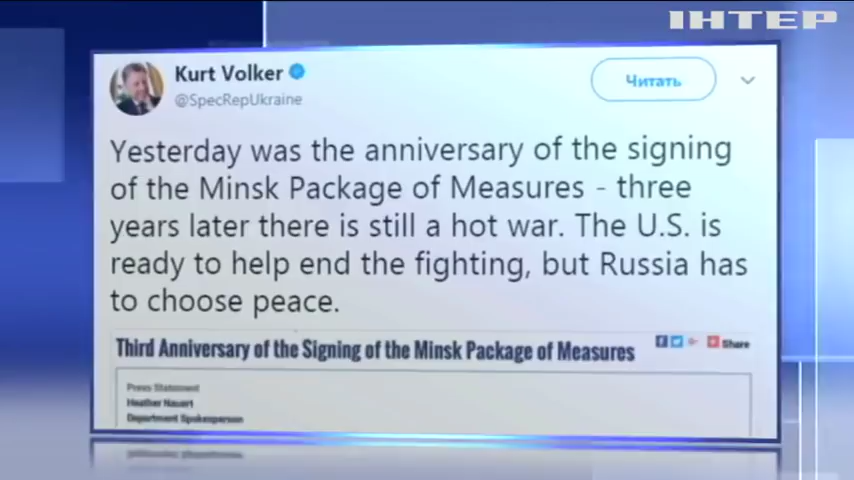 ІНТЕР
Kurt Volker
@SpecRepUkraine
Читать
Yesterday was the anniversary of the signing
of the Minsk Package of Measures - three
years later there is still a hot war. The U.S. is
ready to help end the fighting, but Russia has
to choose peace.
Third Anniversary of the Signing of the Minsk Package of Measures
Share
Press Statement
Heather Nauert
Department Spokesperson